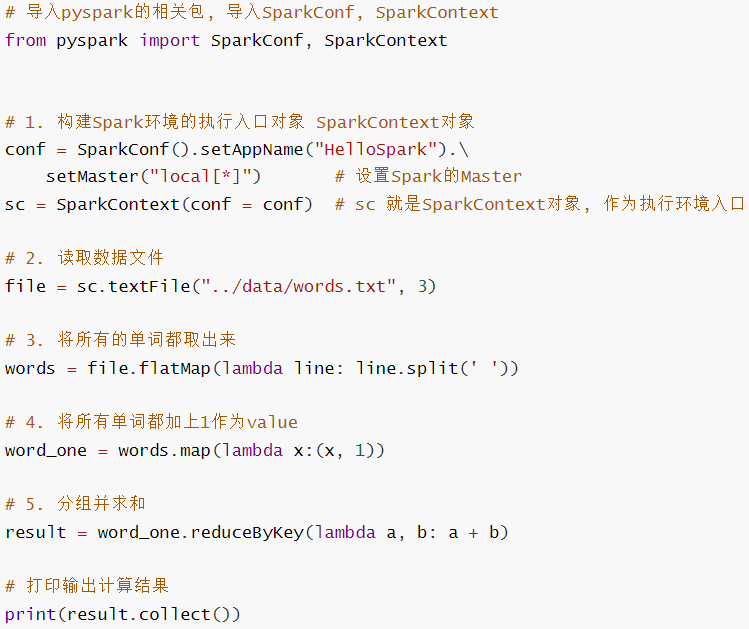 # 导入pyspark的相关包, 导入SparkConf, SparkContext
from pyspark import SparkConf, SparkContext
# 1. 构建Spark环境的执行入口对象 SparkContext对象
conf = SparkConf().setAppName("HelloSpark").\
    setMaster("local[*]")       # 设置Spark的Master
sc = SparkContext(conf = conf)  # sc 就是SparkContext对象, 作为执行环境入口
# 2. 读取数据文件
file = sc.textFile("../data/words.txt", 3)
# 3. 将所有的单词都取出来
words = file.flatMap(lambda line: line.split(' '))
# 4. 将所有单词都加上1作为value
word_one = words.map(lambda x:(x, 1))
# 5. 分组并求和
result = word_one.reduceByKey(lambda a, b: a + b)
# 打印输出计算结果
print(result.collect())